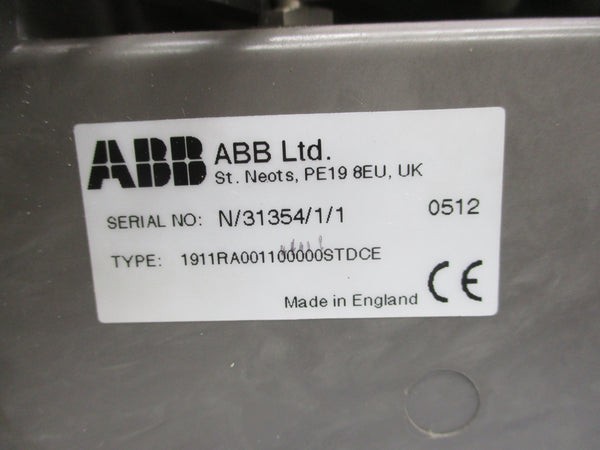 ABB ABB Ltd.
St. Neots, PE19 8EU, UK
SERIAL NO: N/31354/1/1 0512
TYPE: 1911RA001100000STDCE
Made in England CE